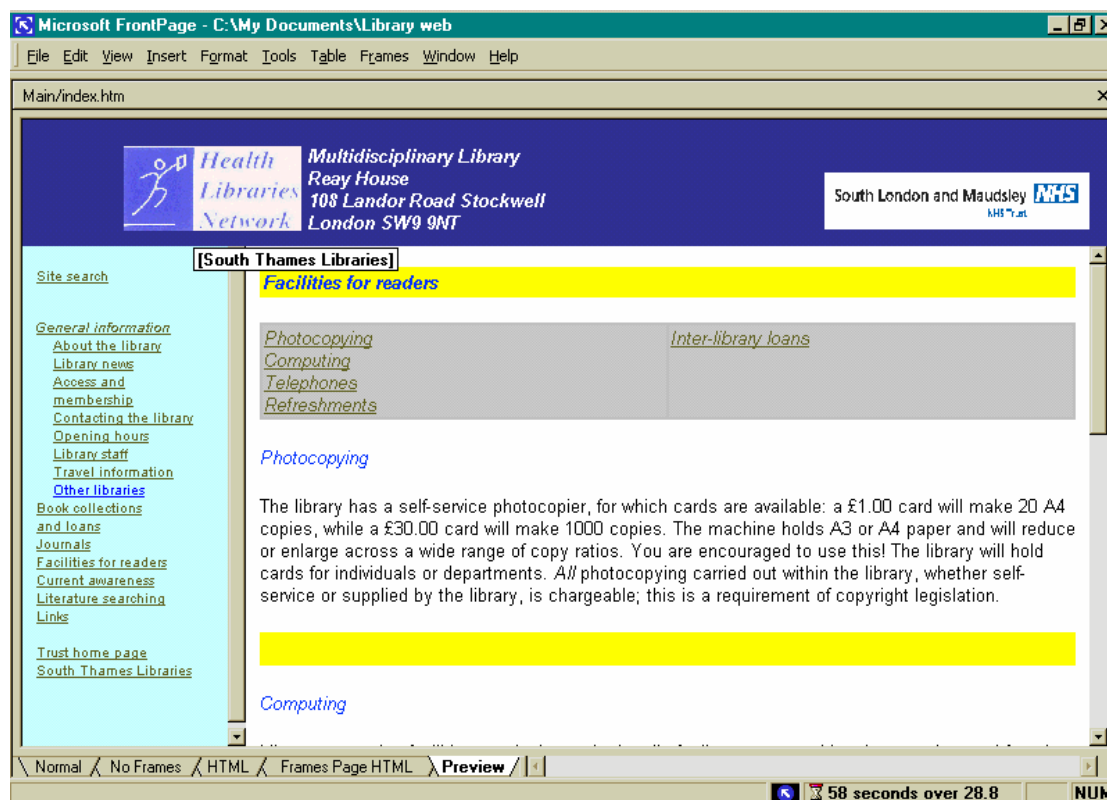 Microsoft FrontPage - C:\My Documents\Library web
File Edit View Insert Format Tools Table Frames Window Help
Main/index.htm
Health
Libraries
Network
Multidisciplinary Library
Reay House
108 Landor Road Stockwell
London SW9 9NT
South London and Maudsley NHS
NHS Trust
[South Thames Libraries]
Site search
General information
About the library
Library news
Access and
membership
Contacting the library
Opening hours
Library staff
Travel information
Other libraries
Book collections
and loans
Journals
Facilities for readers
Current awareness
Literature searching
Links
Trust home page
South Thames Libraries
Facilities for readers
Photocopying
Computing
Telephones
Refreshments
Inter-library loans
Photocopying
The library has a self-service photocopier, for which cards are available: a £1.00 card will make 20 A4
copies, while a £30.00 card will make 1000 copies. The machine holds A3 or A4 paper and will reduce
or enlarge across a wide range of copy ratios. You are encouraged to use this! The library will hold
cards for individuals or departments. All photocopying carried out within the library, whether self-
service or supplied by the library, is chargeable; this is a requirement of copyright legislation.
Computing
Normal No Frames HTML Frames Page HTML Preview
58 seconds over 28.8
NUM